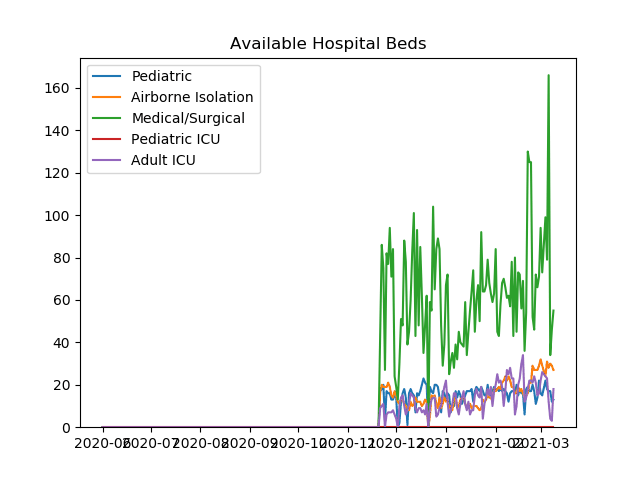 Available Hospital Beds
Pediatric
Airborne Isolation
Medical/Surgical
Pediatric ICU
Adult ICU
160
140
120
100
80
60
40
20
0
2020-06 2020-07 2020-08 2020-09 2020-10 2020-11 2020-12 2021-01 2021-02 2021-03